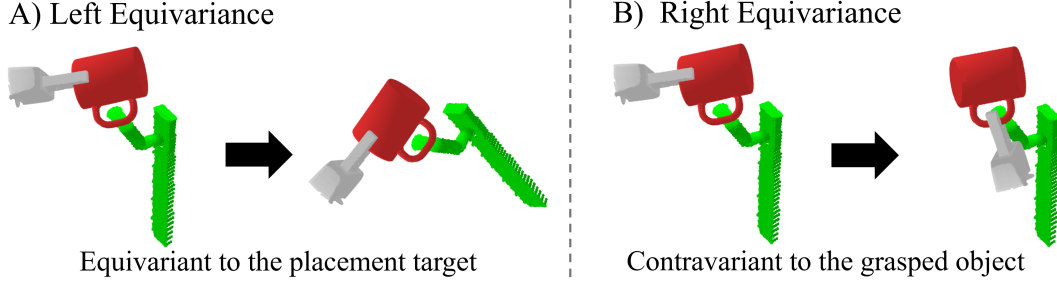 A) Left Equivariance
B) Right Equivariance
Equivariant to the placement target
Contravariant to the grasped object